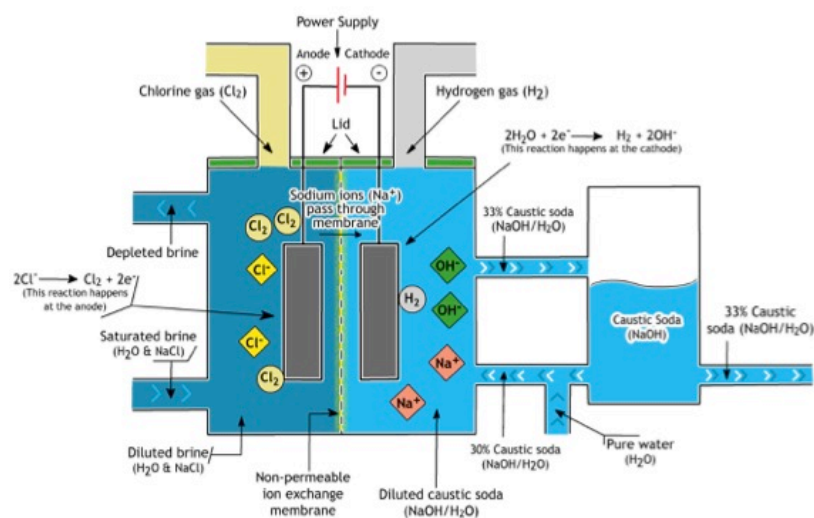 Power Supply
Anode Cathode
+
-
Chlorine gas (Cl₂)
Hydrogen gas (H₂)
Lid
2H₂O + 2e⁻ → H₂ + 2OH⁻
(This reaction happens at the cathode)
Sodium ions (Na⁺)
pass through
membrane
33% Caustic soda
(NaOH/H₂O)
Cl₂
Cl₂
Depleted brine
Cl⁻
OH⁻
2Cl⁻ → Cl₂ + 2e⁻
(This reaction happens
at the anode)
H₂
OH⁻
Caustic Soda
(NaOH)
33% Caustic
soda (NaOH/H₂O)
Saturated brine
(H₂O & NaCl)
Cl⁻
Na⁺
Cl₂
Na⁺
Diluted brine
(H₂O & NaCl)
Non-permeable
ion exchange
membrane
Diluted caustic soda
(NaOH/H₂O)
30% Caustic soda
(NaOH/H₂O)
Pure water
(H₂O)